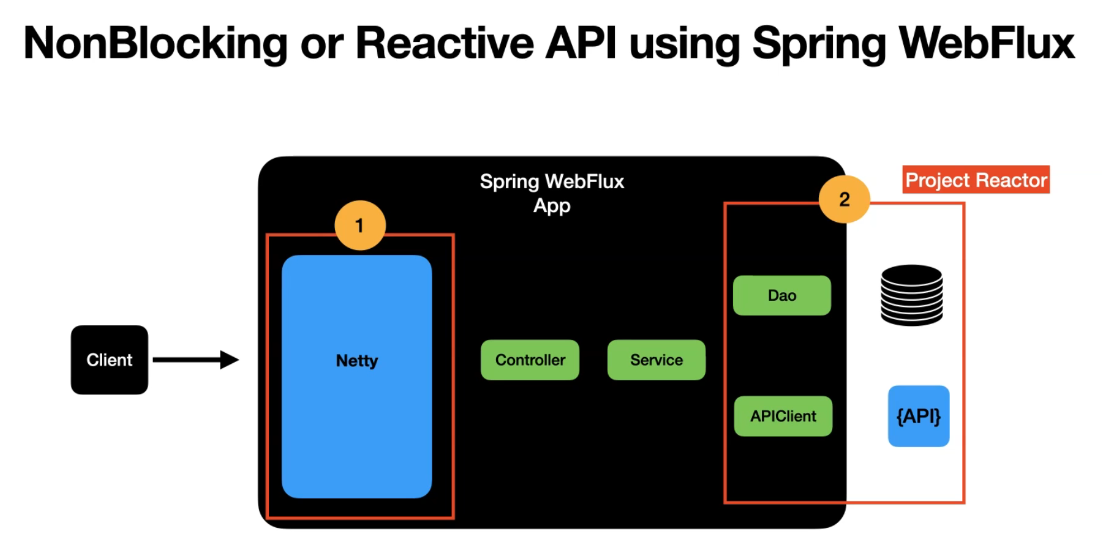 NonBlocking or Reactive API using Spring WebFlux
Spring WebFlux
App
Project Reactor
1
2
Dao
Client
Netty
Controller
Service
APIClient
{API}